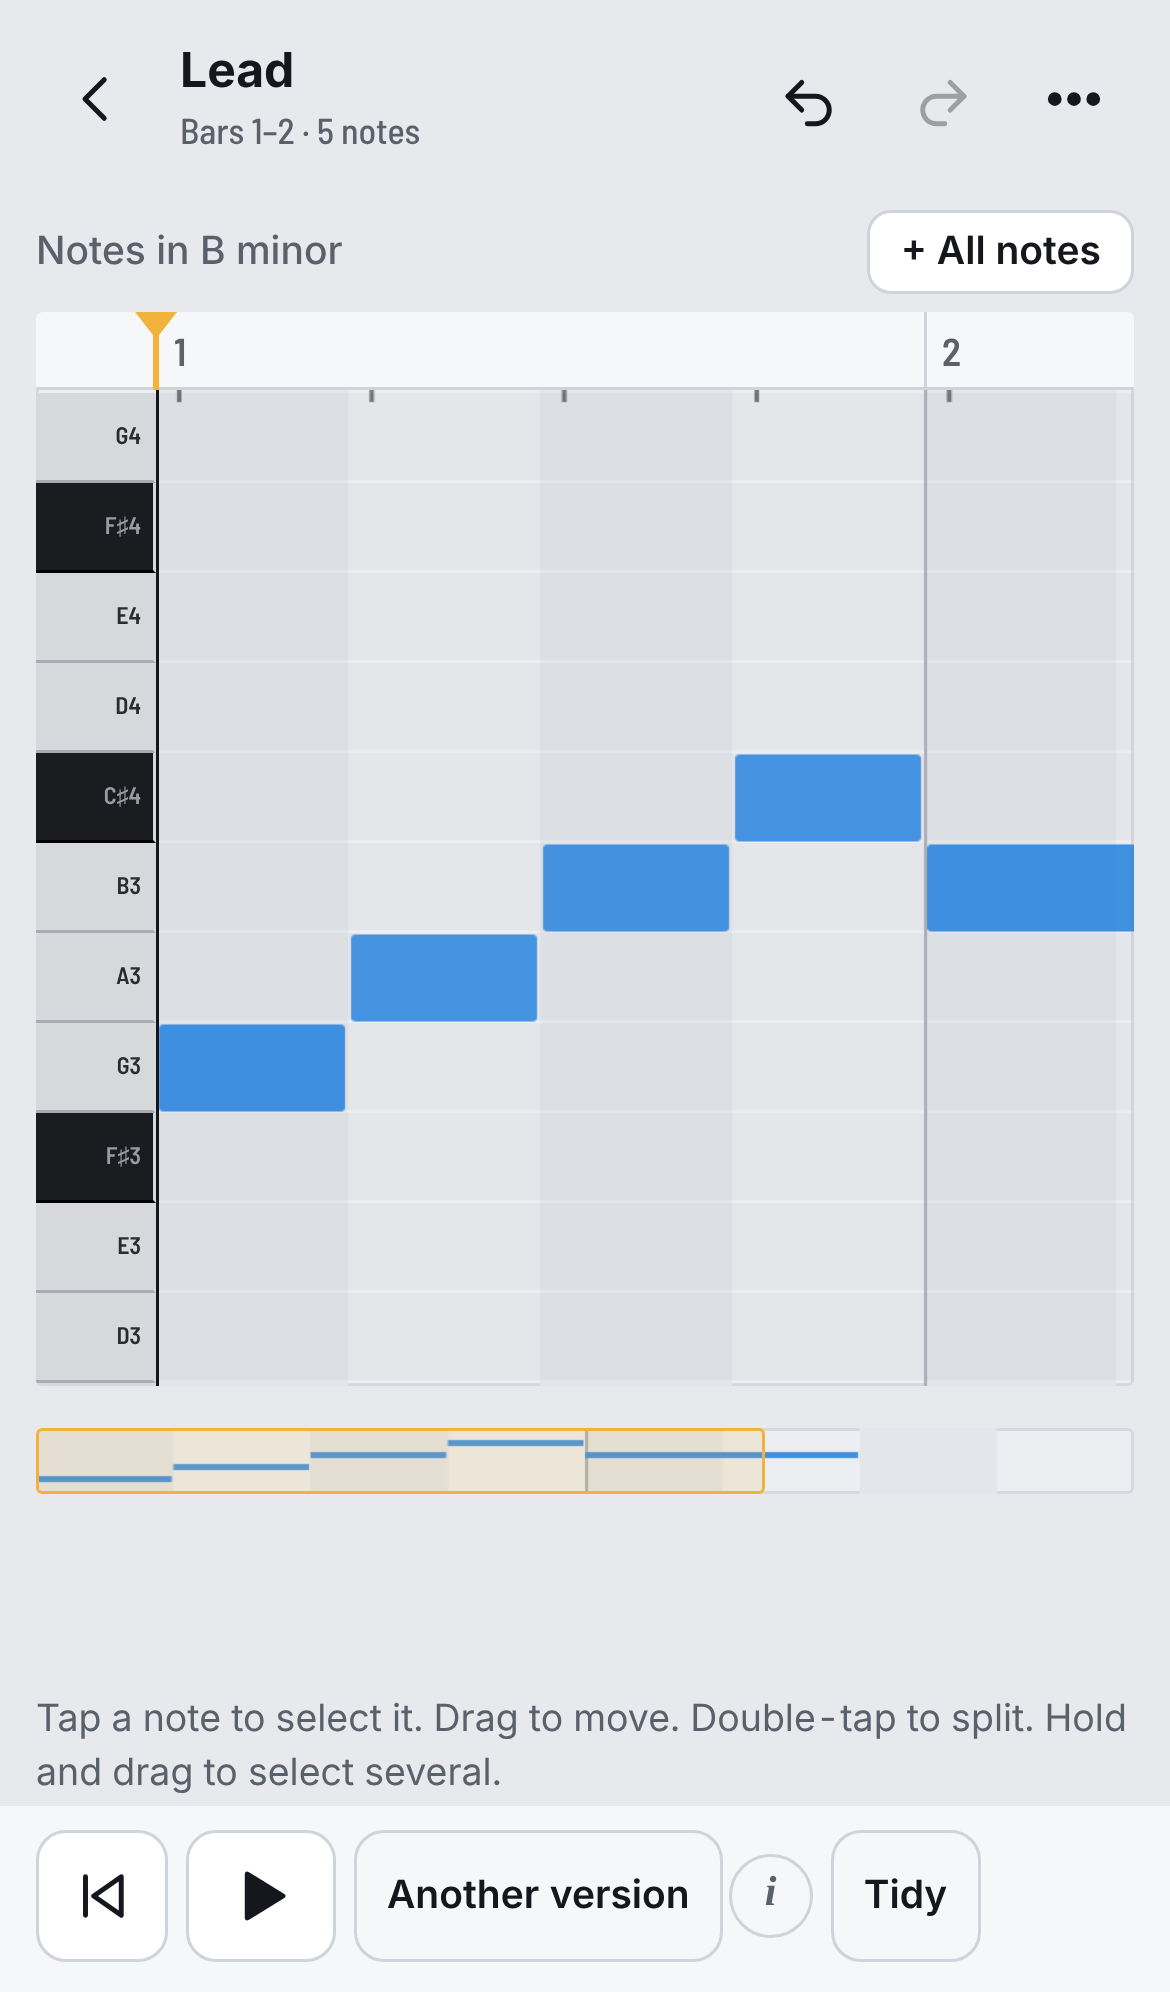 Lead
Bars 1–2 · 5 notes
Notes in B minor
+ All notes
1
2
G4
F♯4
E4
D4
C♯4
B3
A3
G3
F♯3
E3
D3
Tap a note to select it. Drag to move. Double-tap to split. Hold
and drag to select several.
Another version
i
Tidy